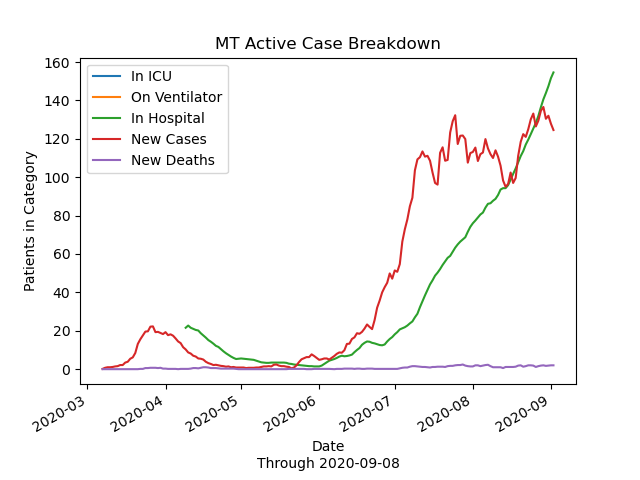 MT Active Case Breakdown
160
140
120
100
80
60
40
20
0
Patients in Category
In ICU
On Ventilator
In Hospital
New Cases
New Deaths
2020-03
2020-04
2020-05
2020-06
2020-07
2020-08
2020-09
Date
Through 2020-09-08